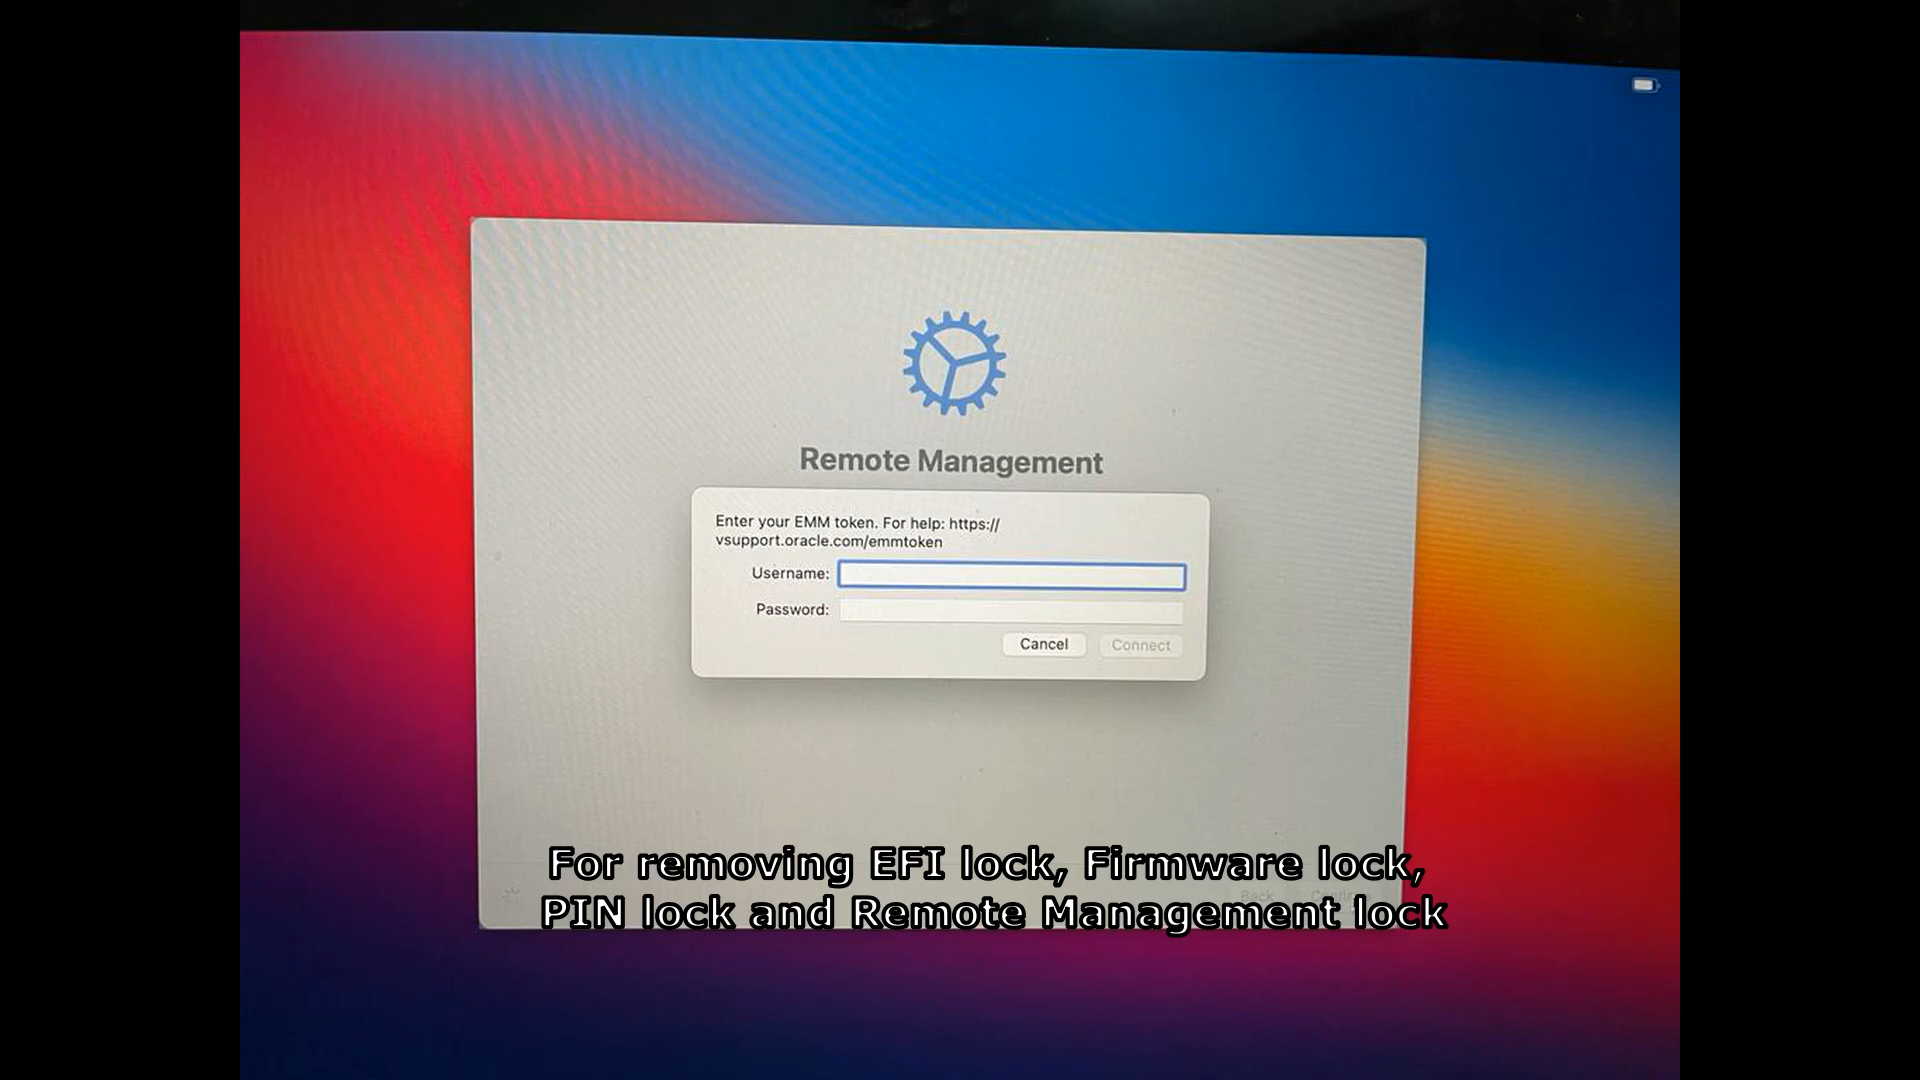 Remote Management
Enter your EMM token. For help: https://
vsupport.oracle.com/emmtoken
Username:
Password:
Cancel
Connect
For removing EFI lock, Firmware lock,
Back
PIN lock and Remote Management lock